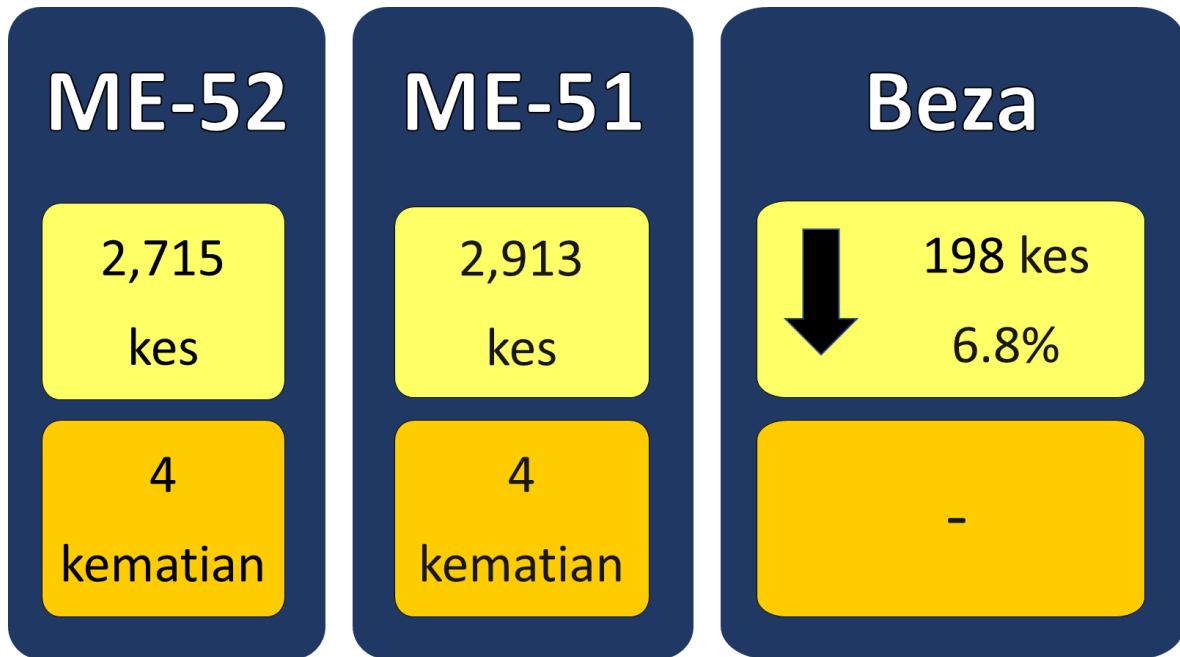 ME-52
2,715
kes
4
kematian
ME-51
2,913
kes
4
kematian
Beza
198 kes
6.8%
-